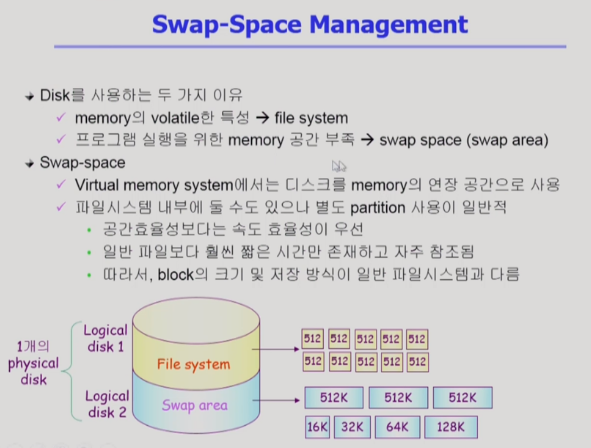 Swap-Space Management
Disk를 사용하는 두 가지 이유
memory의 volatile한 특성 → file system
프로그램 실행을 위한 memory 공간 부족 → swap space (swap area)
Swap-space
Virtual memory system에서는 디스크를 memory의 연장 공간으로 사용
파일시스템 내부에 둘 수도 있으나 별도 partition 사용이 일반적
공간효율성보다는 속도 효율성이 우선
일반 파일보다 훨씬 짧은 시간만 존재하고 자주 참조됨
따라서, block의 크기 및 저장 방식이 일반 파일시스템과 다름
1개의
physical
disk
Logical
disk 1
File system
512 512 512 512 512
512 512 512 512 512
Logical
disk 2
Swap area
512K 512K 512K
16K 32K 64K 128K